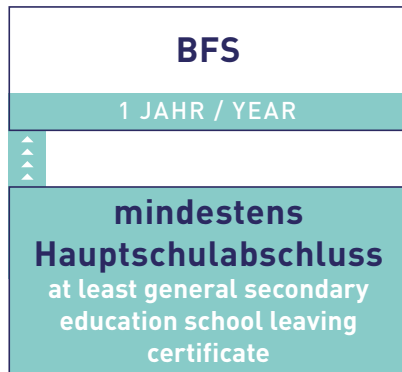 BFS
1 JAHR / YEAR
mindestens
Hauptschulabschluss
at least general secondary
education school leaving
certificate